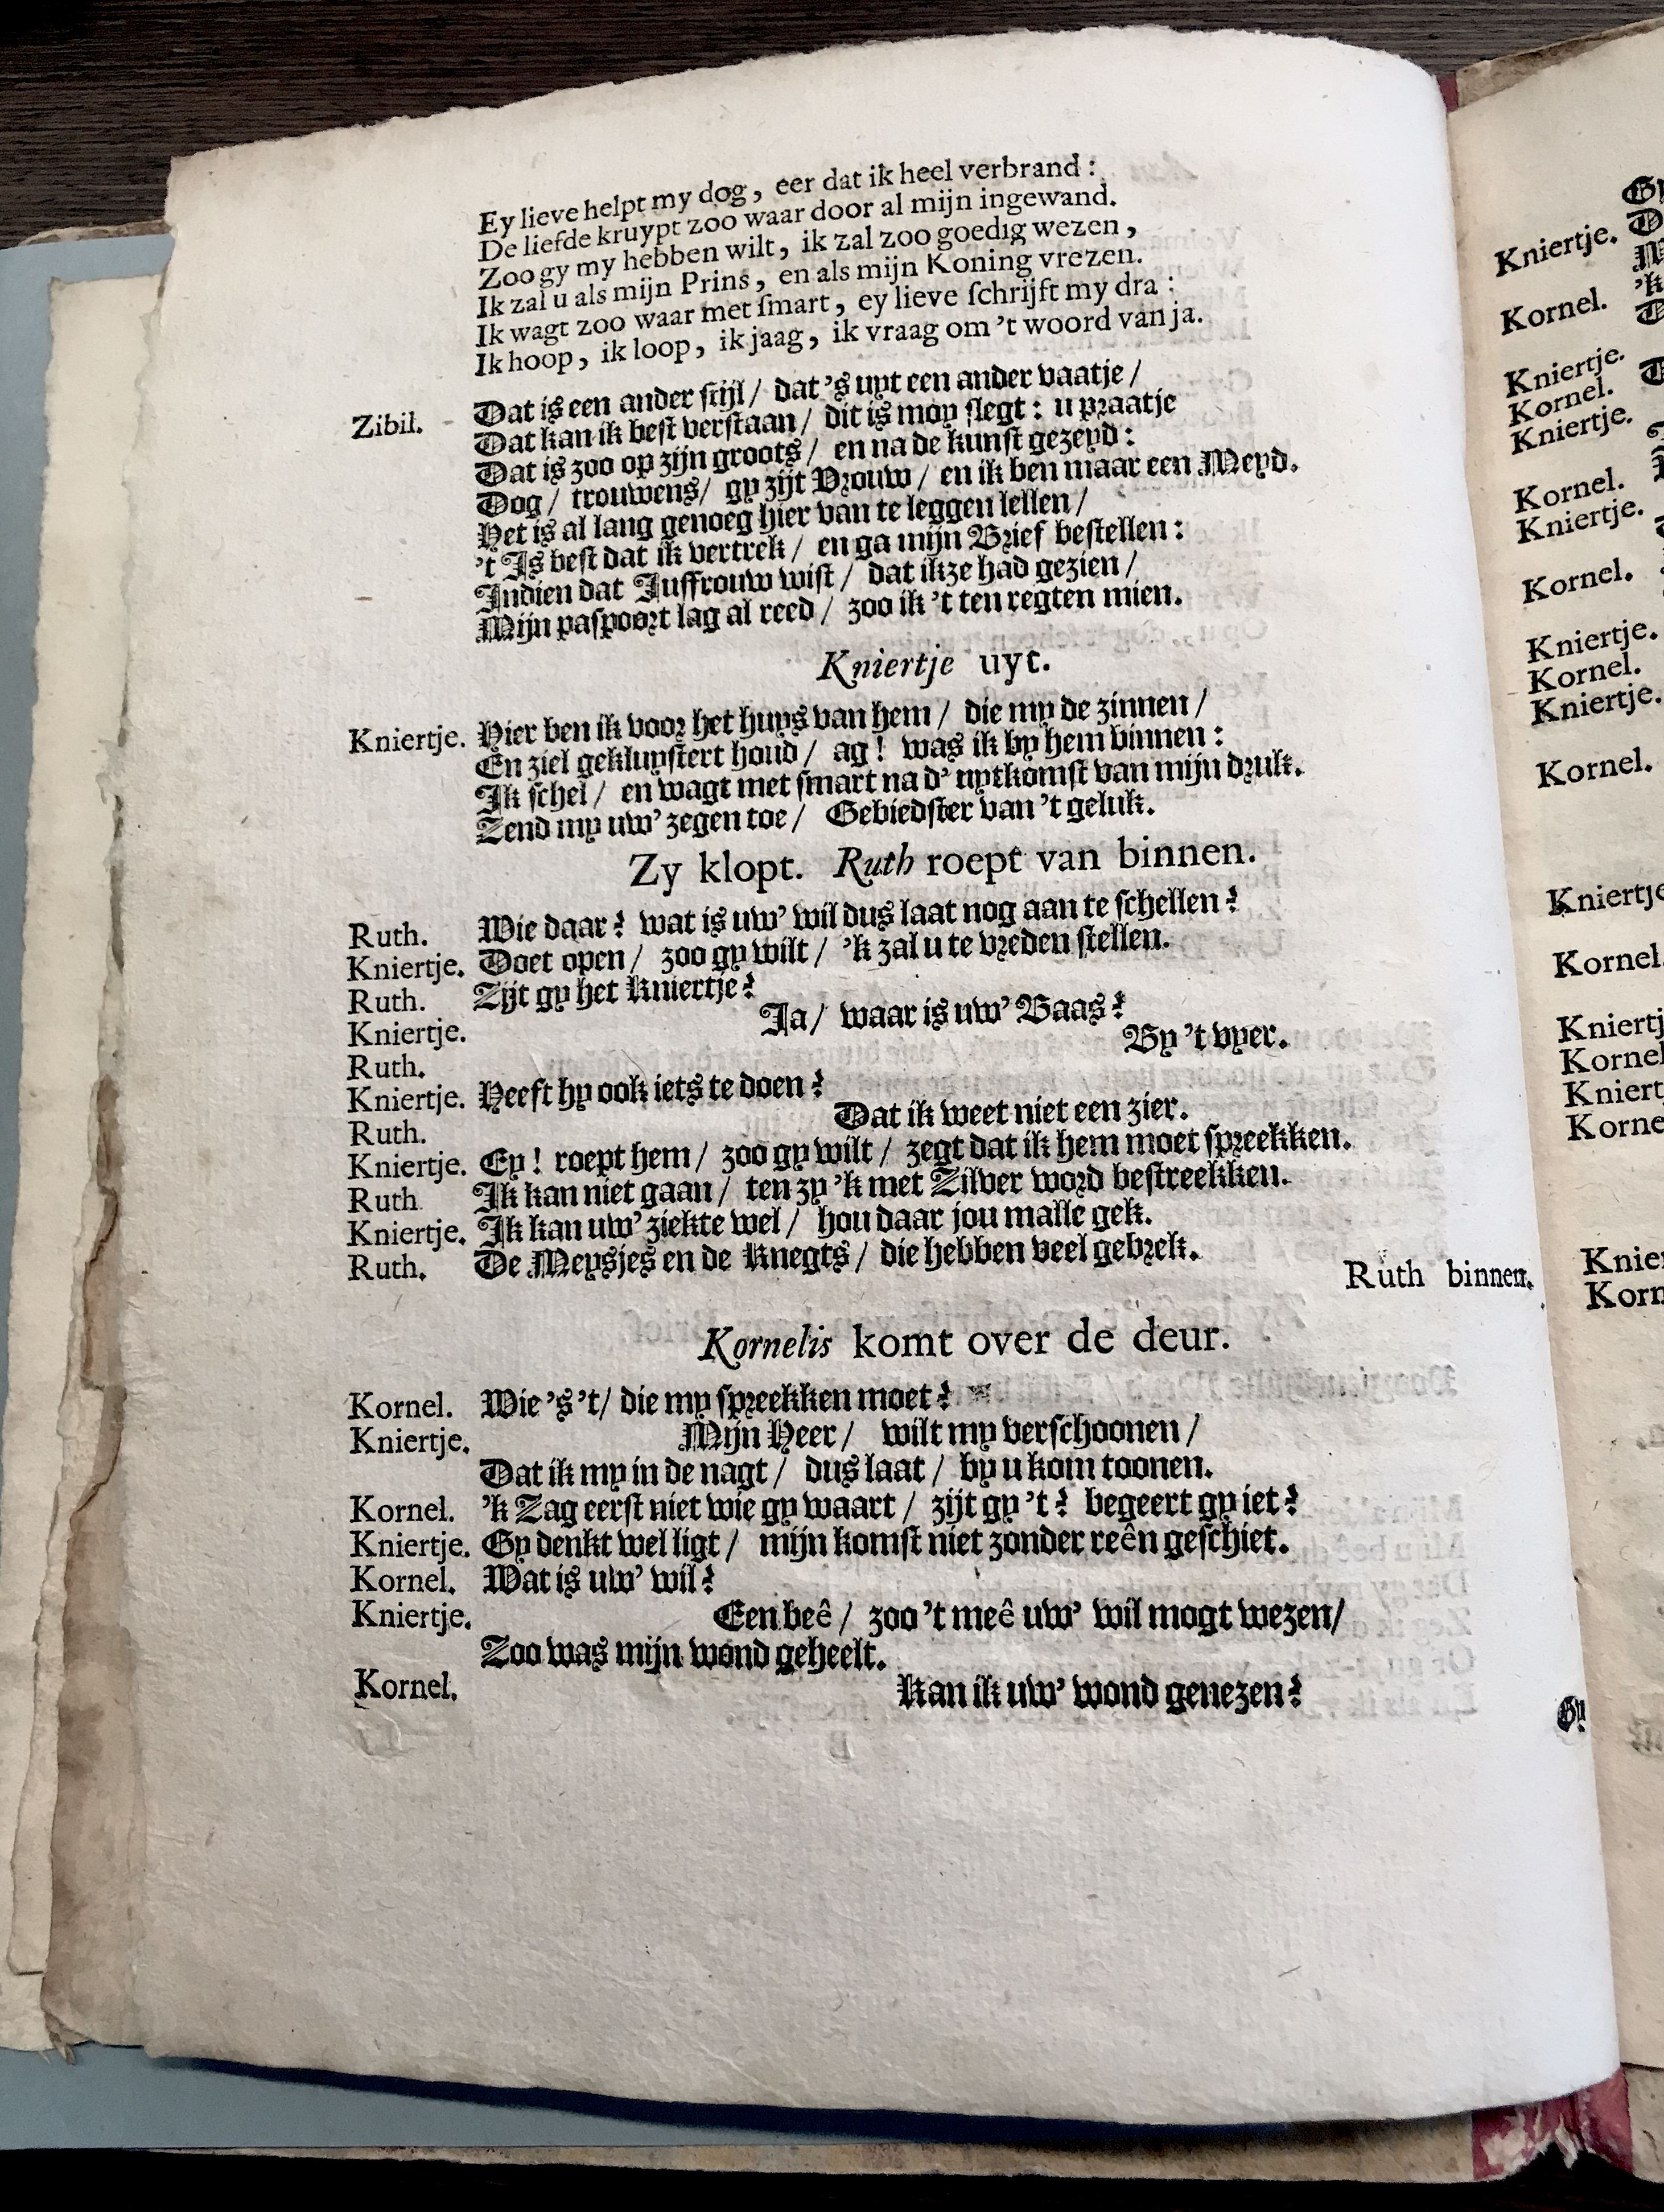 Ey lieve helpt my dog, eer dat ik heel verbrand:
De liefde kruypt zoo waar door al mijn ingewand.
Zoo gy my hebben wilt, ik zal zoo goedig wezen,
Ik zal u als mijn Prins, en als mijn Koning vrezen.
Ik wagt zoo waar met ſmart, ey lieve ſchrijft my dra:
Ik hoop, ik loop, ik jaag, ik vraag om 't woord van ja.
Zibil. Dat is een ander ſtijl / dat 's uyt een ander vaatje /
Dat kan ik beſt verſtaan / dit is moy ſlegt: u praatje
Dat is zoo op zijn groots / en na de kunſt gezeyd:
Dog / trouwens / gy zijt Vrouw / en ik ben maar een Meyd.
Het is al lang genoeg hier van te leggen lellen /
't Is beſt dat ik vertrek / en ga mijn Brief beſtellen:
Indien dat Juffrouw wiſt / dat ikze had gezien /
Mijn paſpoort lag al reed / zoo ik 't ten regten mien.
Kniertje uyt.
Kniertje. Hier ben ik voor het huys van hem / die my de zinnen /
En ziel gekluyſtert houd / ag! was ik by hem binnen:
Ik ſchel / en wagt met ſmart na d' uytkomſt van mijn druk.
Zend my uw' zegen toe / Gebiedſter van 't geluk.
Zy klopt. Ruth roept van binnen.
Ruth. Wie daar? wat is uw' wil dus laat nog aan te ſchellen?
Kniertje. Doet open / zoo gy wilt / 'k zal u te vreden ſtellen.
Ruth. Zijt gy het Kniertje?
Kniertje. Ja / waar is uw' Baas?
Ruth. By 't vyer.
Kniertje. Heeft hy ook iets te doen?
Ruth. Dat ik weet niet een zier.
Kniertje. Ey! roept hem / zoo gy wilt / zegt dat ik hem moet ſpreekken.
Ruth Ik kan niet gaan / ten zy 'k met Zilver word beſtreekken.
Kniertje. Ik kan uw' ziekte wel / hou daar jou malle gek.
Ruth. De Meysjes en de Knegts / die hebben veel gebrek.
Ruth binnen.
Kornelis komt over de deur.
Kornel. Wie 's 't / die my ſpreekken moet?
Kniertje. Mijn Heer / wilt my verſchoonen /
Dat ik my in de nagt / dus laat / by u kom toonen.
Kornel. 'k Zag eerſt niet wie gy waart / zijt gy 't? begeert gy iet?
Kniertje. Gy denkt wel ligt / mijn komſt niet zonder reên geſchiet.
Kornel. Wat is uw' wil?
Kniertje. Een beê / zoo 't meê uw' wil mogt wezen /
Zoo was mijn wond geheelt.
Kornel. Kan ik uw' wond genezen?
Gy
Kniertje.
Kornel.
Kniertje.
Kornel.
Kniertje.
Kornel.
Kniertje.
Kornel.
Kniertje.
Kornel.
Kniertje.
Kornel.